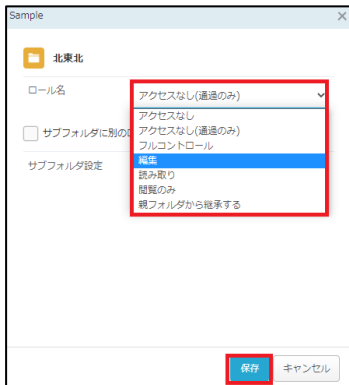 Sample
北東北
ロール名
アクセスなし(通過のみ)
アクセスなし
アクセスなし(通過のみ)
サブフォルダに別の
フルコントロール
編集
サブフォルダ設定
読み取り
閲覧のみ
親フォルダから継承する
保存
キャンセル